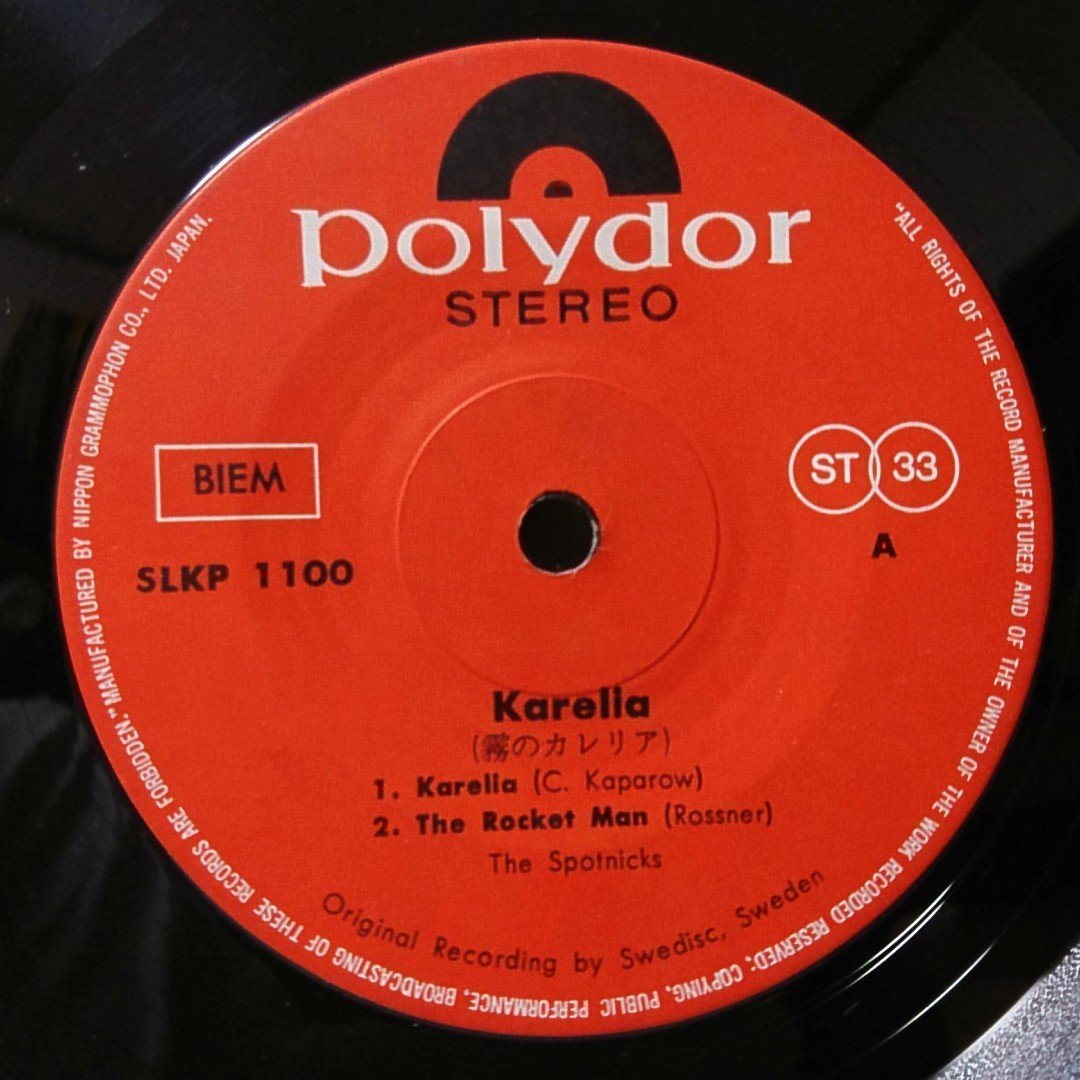 polydor
STEREO
BIEM
ST 33
SLKP 1100
A
Karelia
(霧のカレリア)
1. Karelia (C. Kaparow)
2. The Rocket Man (Rossner)
The Spotnicks
Original Recording by Swedisc, Sweden
"ALL RIGHTS OF THE RECORD MANUFACTURER AND OF THE OWNER OF THE WORK RECORDED RESERVED; COPYING, PUBLIC PERFORMANCE, BROADCASTING OF THESE RECORDS ARE FORBIDDEN." MANUFACTURED BY NIPPON GRAMMOPHON CO., LTD. JAPAN.